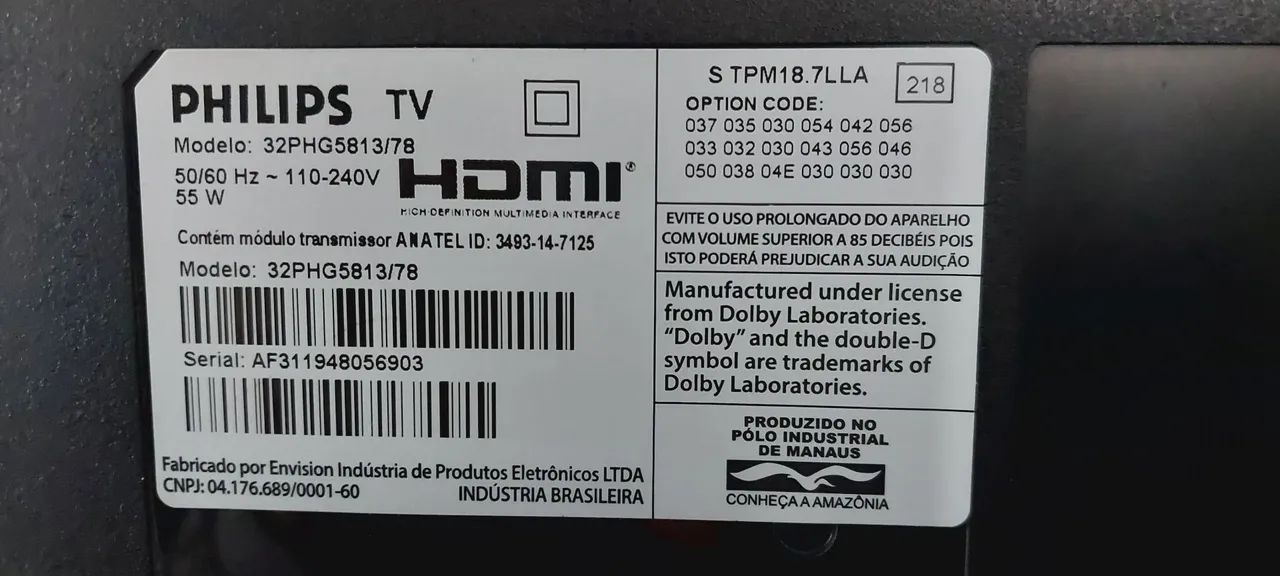 PHILIPS TV
Modelo: 32PHG5813/78
50/60 Hz ~ 110-240V
55 W
HDMI®
HIGH-DEFINITION MULTIMEDIA INTERFACE
Contém módulo transmissor ANATEL ID: 3493-14-7125
Modelo: 32PHG5813/78
Serial: AF311948056903
Fabricado por Envision Indústria de Produtos Eletrônicos LTDA
CNPJ: 04.176.689/0001-60 INDÚSTRIA BRASILEIRA
S TPM18.7LLA 218
OPTION CODE:
037 035 030 054 042 056
033 032 030 043 056 046
050 038 04E 030 030 030
EVITE O USO PROLONGADO DO APARELHO
COM VOLUME SUPERIOR A 85 DECIBÉIS POIS
ISTO PODERÁ PREJUDICAR A SUA AUDIÇÃO
Manufactured under license
from Dolby Laboratories.
“Dolby” and the double-D
symbol are trademarks of
Dolby Laboratories.
PRODUZIDO NO
PÓLO INDUSTRIAL
DE MANAUS
CONHEÇA A AMAZÔNIA